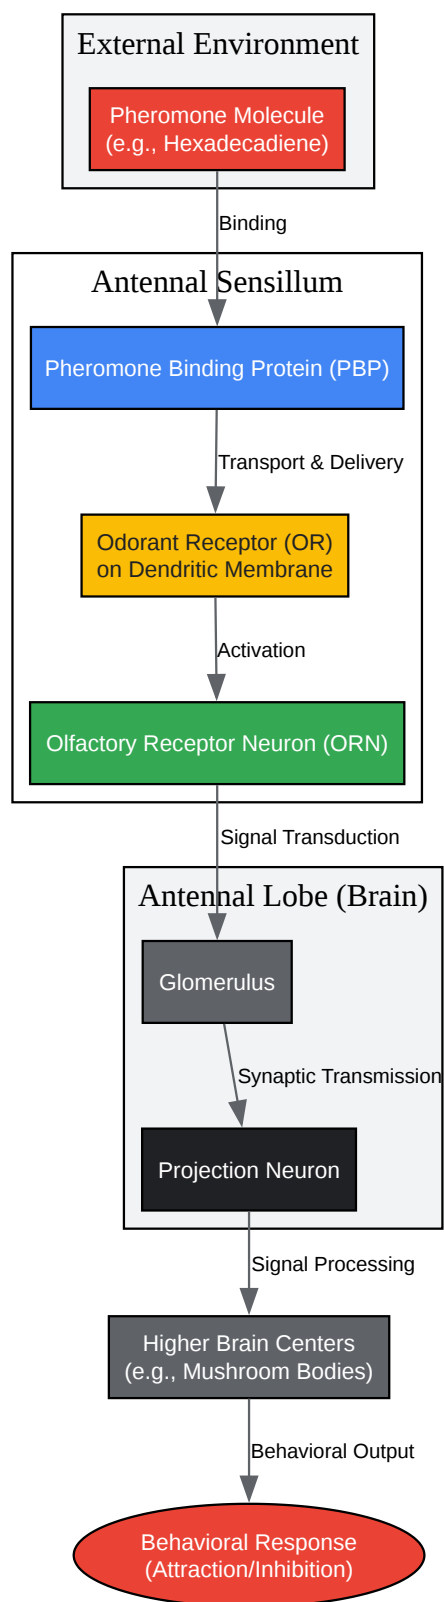 External Environment
Pheromone Molecule
(e.g., Hexadecadiene)
Binding
Antennal Sensillum
Pheromone Binding Protein (PBP)
Transport & Delivery
Odorant Receptor (OR)
on Dendritic Membrane
Activation
Olfactory Receptor Neuron (ORN)
Signal Transduction
Antennal Lobe (Brain)
Glomerulus
Synaptic Transmission
Projection Neuron
Signal Processing
Higher Brain Centers
(e.g., Mushroom Bodies)
Behavioral Output
Behavioral Response
(Attraction/Inhibition)